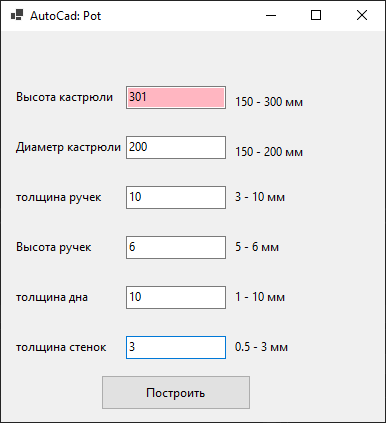 AutoCad: Pot
Высота кастрюли 301 150 - 300 мм
Диаметр кастрюли 200 150 - 200 мм
толщина ручек 10 3 - 10 мм
Высота ручек 6 5 - 6 мм
толщина дна 10 1 - 10 мм
толщина стенок 3 0.5 - 3 мм
Построить